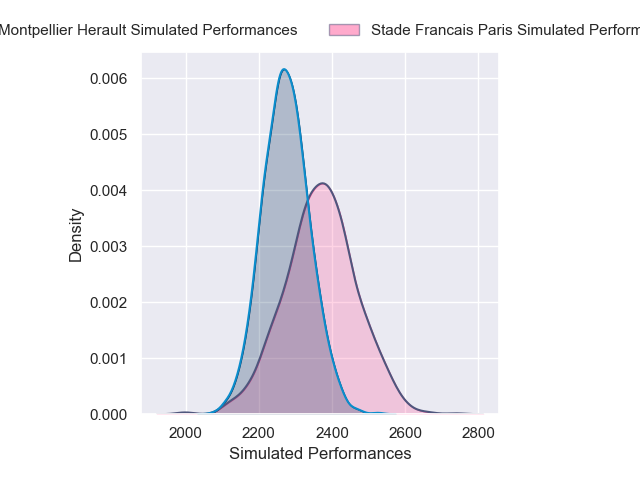 Montpellier Herault Simulated Performances
Stade Francais Paris Simulated Perform
0.006
0.005
0.004
0.003
0.002
0.001
0.000
Density
2000 2200 2400 2600 2800
Simulated Performances